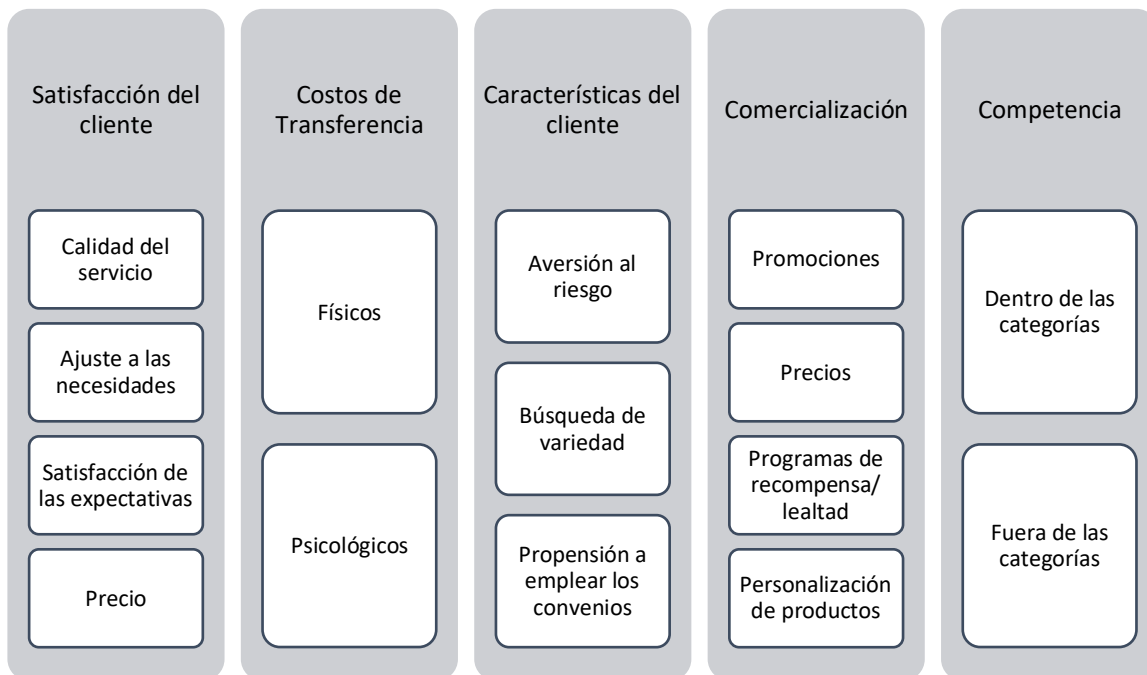 Satisfacción del
cliente
Calidad del
servicio
Ajuste a las
necesidades
Satisfacción de
las expectativas
Precio
Costos de
Transferencia
Físicos
Psicológicos
Características del
cliente
Aversión al
riesgo
Búsqueda de
variedad
Propensión a
emplear los
convenios
Comercialización
Promociones
Precios
Programas de
recompensa/
lealtad
Personalización
de productos
Competencia
Dentro de las
categorías
Fuera de las
categorías